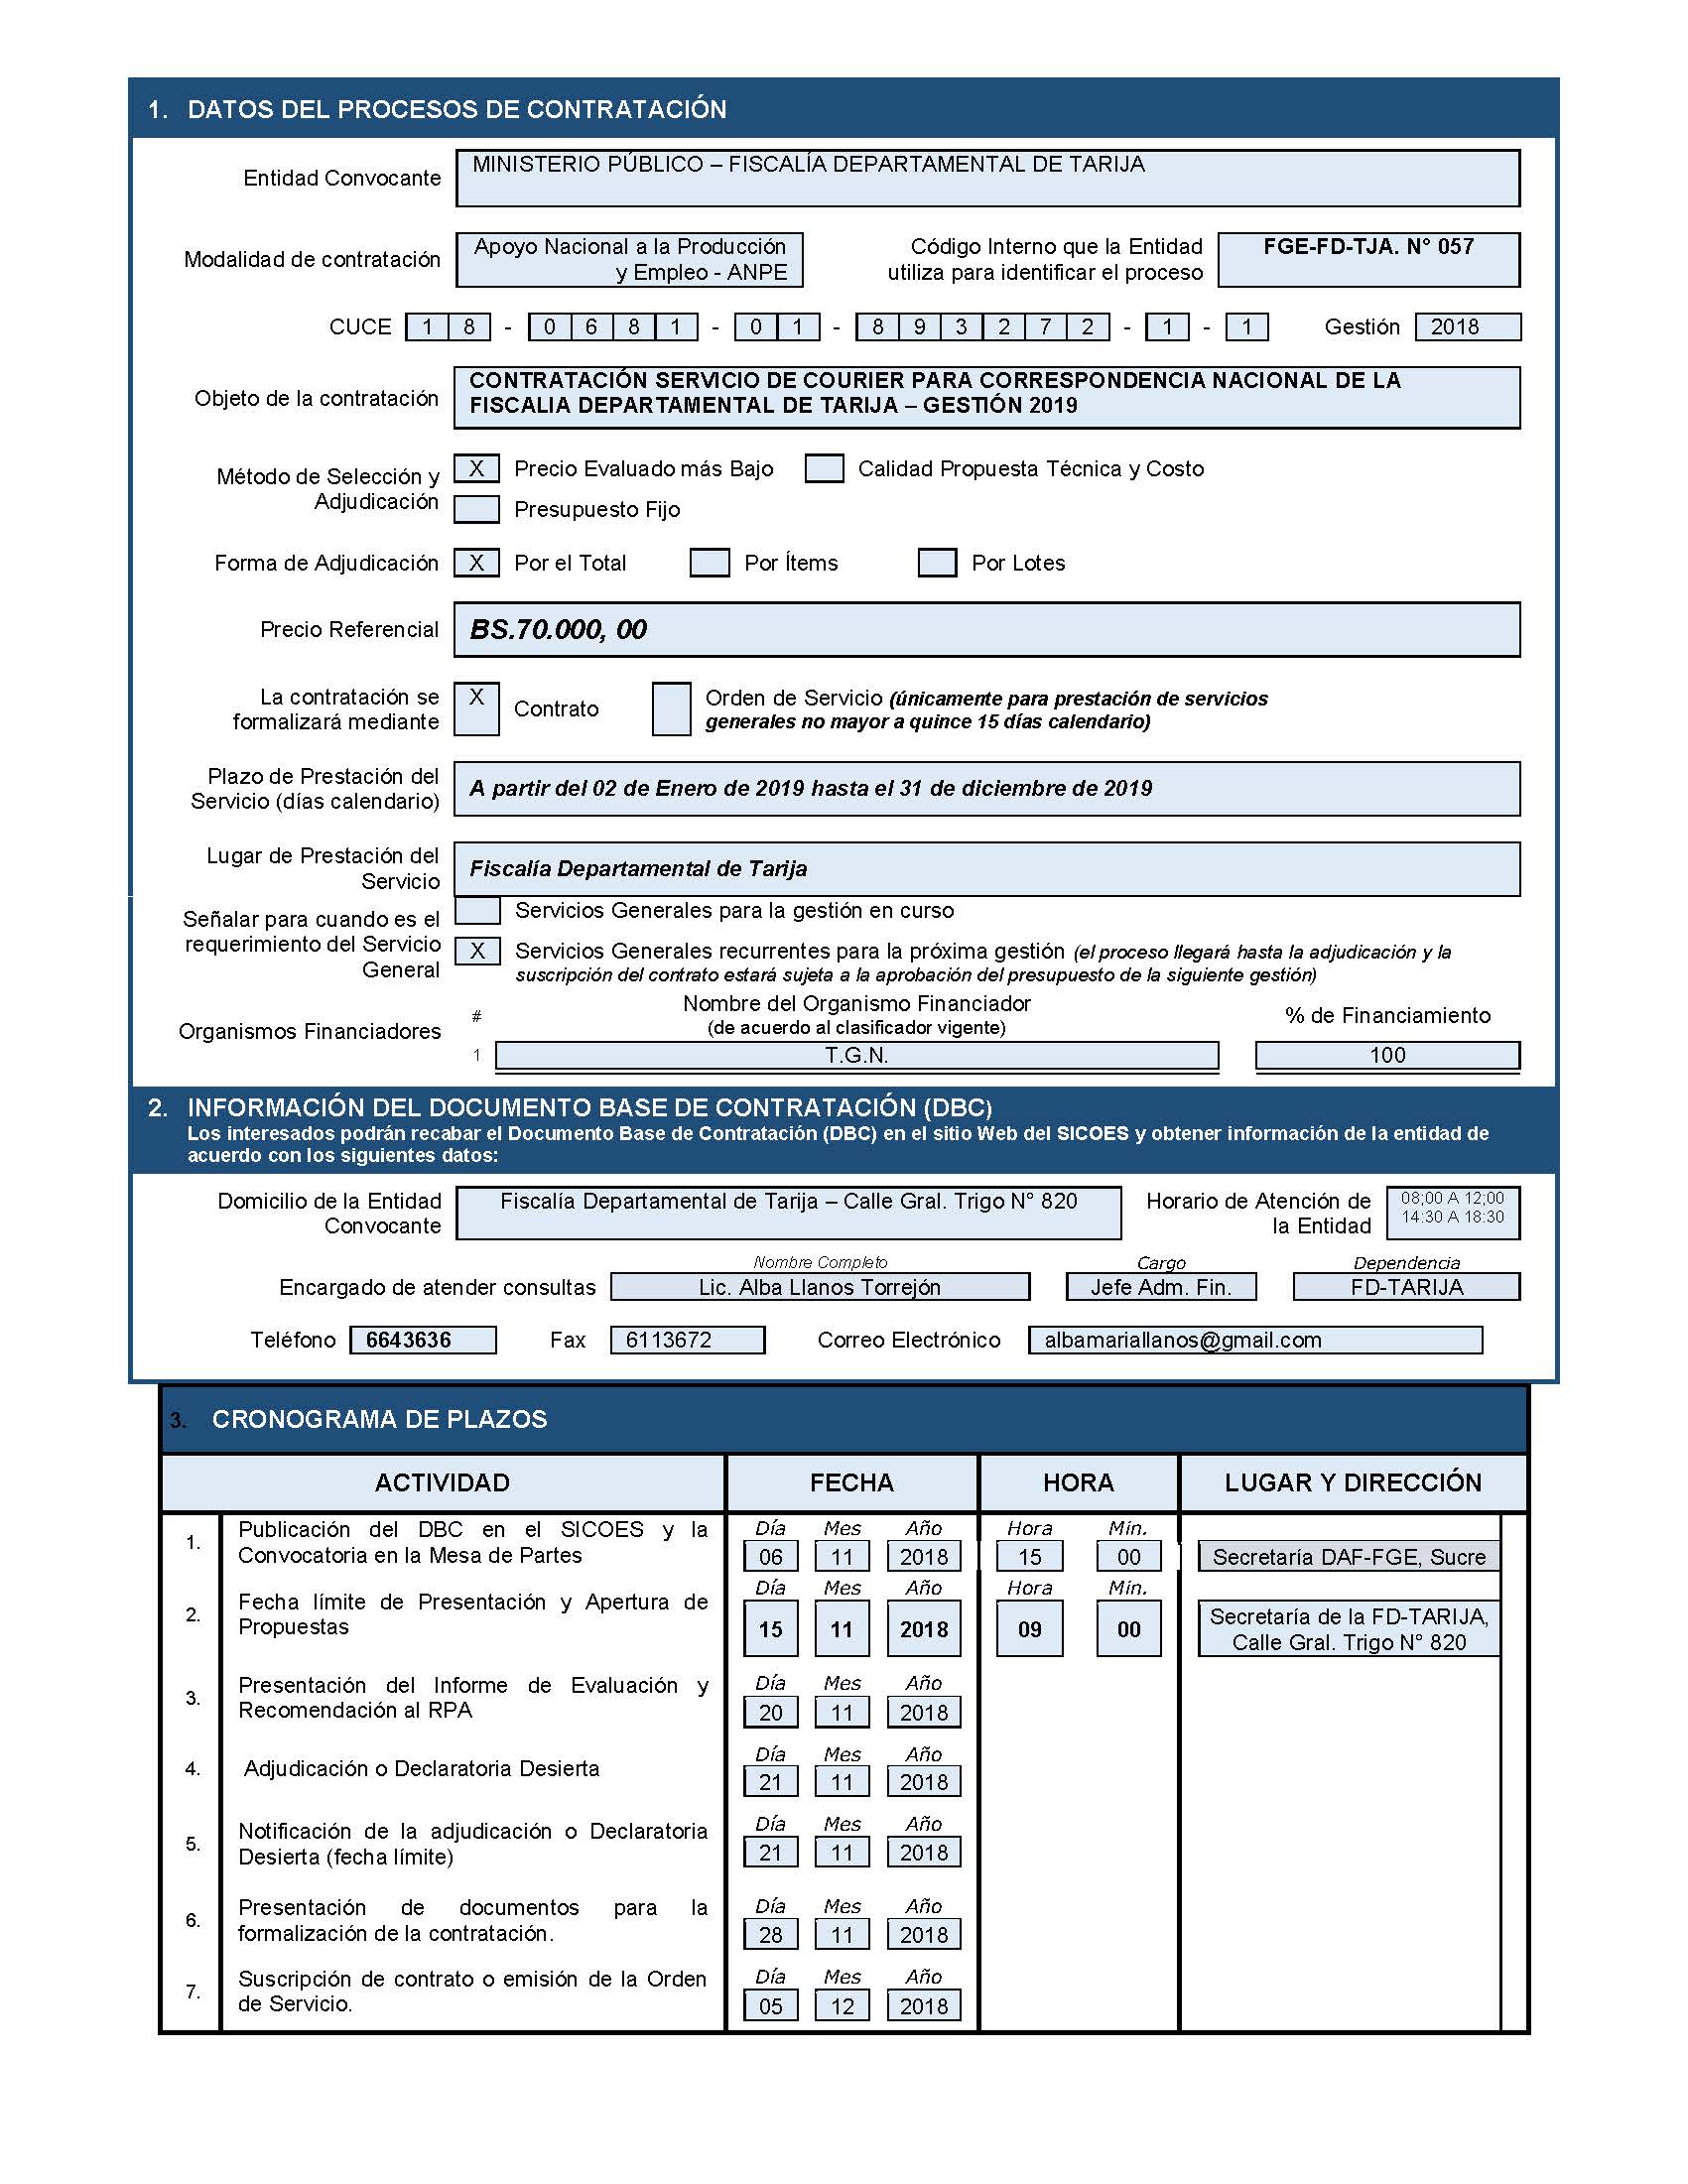 1. DATOS DEL PROCESOS DE CONTRATACIÓN
Entidad Convocante
MINISTERIO PÚBLICO – FISCALÍA DEPARTAMENTAL DE TARIJA
Modalidad de contratación
Apoyo Nacional a la Producción
y Empleo - ANPE
Código Interno que la Entidad
utiliza para identificar el proceso
FGE-FD-TJA. N° 057
CUCE 1 8 - 0 6 8 1 - 0 1 - 8 9 3 2 7 2 - 1 - 1 Gestión 2018
Objeto de la contratación
CONTRATACIÓN SERVICIO DE COURIER PARA CORRESPONDENCIA NACIONAL DE LA
FISCALIA DEPARTAMENTAL DE TARIJA – GESTIÓN 2019
Método de Selección y
Adjudicación
X Precio Evaluado más Bajo Calidad Propuesta Técnica y Costo
Presupuesto Fijo
Forma de Adjudicación X Por el Total Por Ítems Por Lotes
Precio Referencial BS.70.000, 00
La contratación se
formalizará mediante
X Contrato
Orden de Servicio (únicamente para prestación de servicios
generales no mayor a quince 15 días calendario)
Plazo de Prestación del
Servicio (días calendario)
A partir del 02 de Enero de 2019 hasta el 31 de diciembre de 2019
Lugar de Prestación del
Servicio
Fiscalía Departamental de Tarija
Señalar para cuando es el
requerimiento del Servicio
General
Servicios Generales para la gestión en curso
X Servicios Generales recurrentes para la próxima gestión (el proceso llegará hasta la adjudicación y la
suscripción del contrato estará sujeta a la aprobación del presupuesto de la siguiente gestión)
Organismos Financiadores
# Nombre del Organismo Financiador
(de acuerdo al clasificador vigente)
% de Financiamiento
1 T.G.N. 100
2. INFORMACIÓN DEL DOCUMENTO BASE DE CONTRATACIÓN (DBC)
Los interesados podrán recabar el Documento Base de Contratación (DBC) en el sitio Web del SICOES y obtener información de la entidad de
acuerdo con los siguientes datos:
Domicilio de la Entidad
Convocante
Fiscalía Departamental de Tarija – Calle Gral. Trigo N° 820
Horario de Atención de
la Entidad
08;00 A 12;00
14:30 A 18:30
Nombre Completo Cargo Dependencia
Encargado de atender consultas Lic. Alba Llanos Torrejón Jefe Adm. Fin. FD-TARIJA
Teléfono 6643636 Fax 6113672 Correo Electrónico albamariallanos@gmail.com
3. CRONOGRAMA DE PLAZOS
ACTIVIDAD FECHA HORA LUGAR Y DIRECCIÓN
1. Publicación del DBC en el SICOES y la
Convocatoria en la Mesa de Partes
Día Mes Año Hora Min.
06 11 2018 15 00 Secretaría DAF-FGE, Sucre
2. Fecha límite de Presentación y Apertura de
Propuestas
Día Mes Año Hora Min.
15 11 2018 09 00
Secretaría de la FD-TARIJA,
Calle Gral. Trigo N° 820
3. Presentación del Informe de Evaluación y
Recomendación al RPA
Día Mes Año
20 11 2018
4. Adjudicación o Declaratoria Desierta
Día Mes Año
21 11 2018
5. Notificación de la adjudicación o Declaratoria
Desierta (fecha límite)
Día Mes Año
21 11 2018
6. Presentación de documentos para la
formalización de la contratación.
Día Mes Año
28 11 2018
7. Suscripción de contrato o emisión de la Orden
de Servicio.
Día Mes Año
05 12 2018